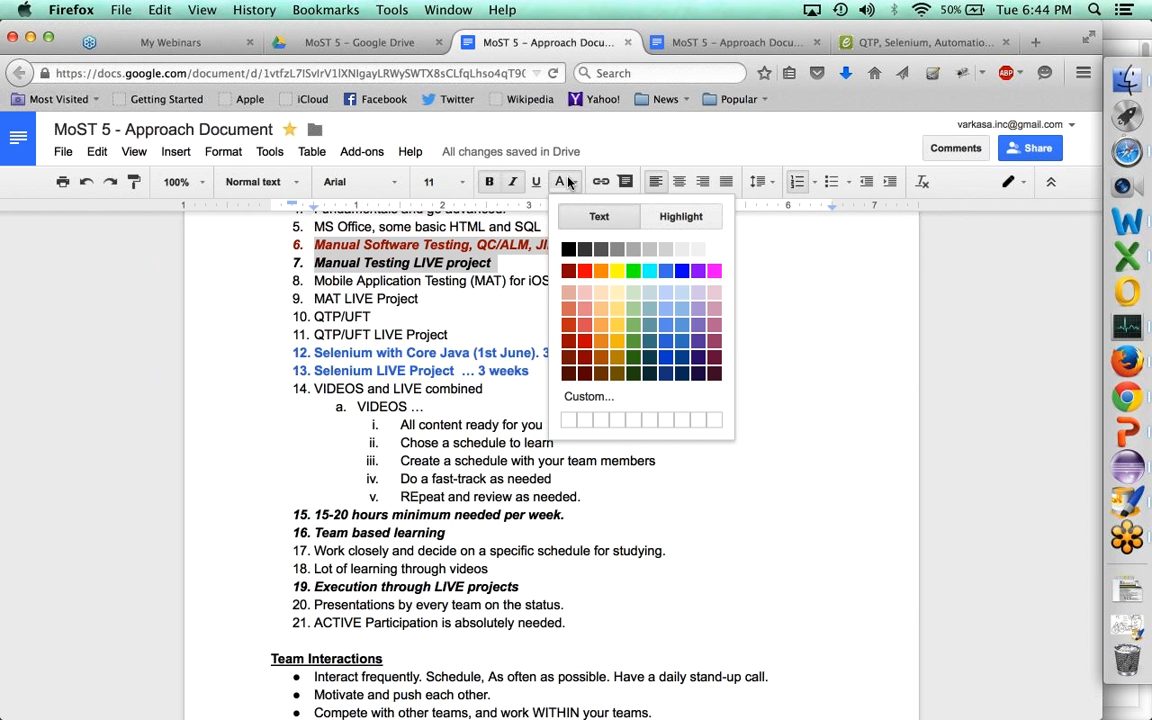 Firefox File Edit View History Bookmarks Tools Window Help 50% Tue 6:44 PM
My Webinars MoST 5 - Google Drive MoST 5 - Approach Docu... MoST 5 - Approach Docu... QTP, Selenium, Automatio...
Search
Most Visited Getting Started Apple iCloud Facebook Twitter Wikipedia Yahoo! News Popular
MoST 5 - Approach Document varkasa.inc@gmail.com
File Edit View Insert Format Tools Table Add-ons Help All changes saved in Drive Comments Share
100% Normal text Arial 11 B I U A
1 1 2 3 6 7
5. MS Office, some basic HTML and SQL
6. Manual Software Testing, QC/ALM,
7. Manual Testing LIVE project
8. Mobile Application Testing (MAT) for iOS
9. MAT LIVE Project
10. QTP/UFT
11. QTP/UFT LIVE Project
12. Selenium with Core Java (1st June). 3
13. Selenium LIVE Project ... 3 weeks
14. VIDEOS and LIVE combined
a. VIDEOS ...
i. All content ready for you
ii. Chose a schedule to learn
iii. Create a schedule with your team members
iv. Do a fast-track as needed
v. REpeat and review as needed.
15. 15-20 hours minimum needed per week.
16. Team based learning
17. Work closely and decide on a specific schedule for studying.
18. Lot of learning through videos
19. Execution through LIVE projects
20. Presentations by every team on the status.
21. ACTIVE Participation is absolutely needed.
Team Interactions
● Interact frequently. Schedule, As often as possible. Have a daily stand-up call.
● Motivate and push each other.
● Compete with other teams, and work WITHIN your teams.
Text Highlight
Custom...